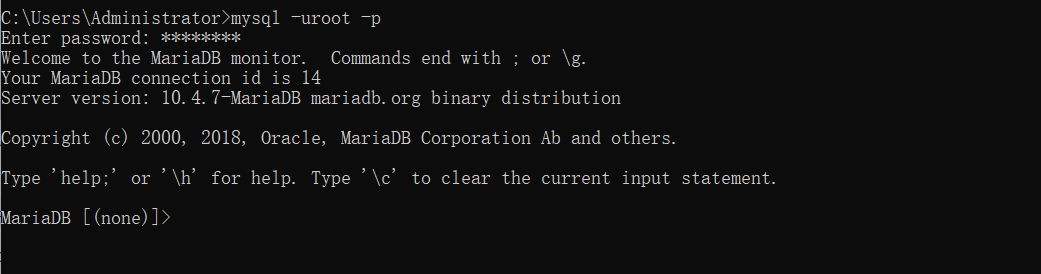 C:\Users\Administrator>mysql -uroot -p
Enter password: ********
Welcome to the MariaDB monitor.  Commands end with ; or \g.
Your MariaDB connection id is 14
Server version: 10.4.7-MariaDB mariadb.org binary distribution
Copyright (c) 2000, 2018, Oracle, MariaDB Corporation Ab and others.
Type 'help;' or '\h' for help. Type '\c' to clear the current input statement.
MariaDB [(none)]>